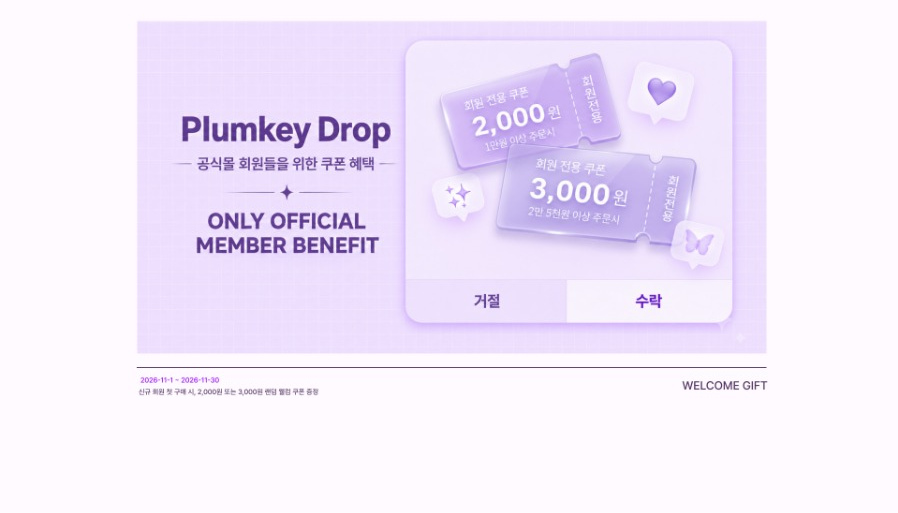 Plumkey Drop
공식몰 회원들을 위한 쿠폰 혜택
ONLY OFFICIAL
MEMBER BENEFIT
회원 전용 쿠폰
2,000원
1만원 이상 주문시
회원전용
회원 전용 쿠폰
3,000원
2만 5천원 이상 주문시
회원전용
거절
수락
2026-11-1 ~ 2026-11-30
신규 회원 첫 구매 시, 2,000원 또는 3,000원 랜덤 웰컴 쿠폰 증정
WELCOME GIFT